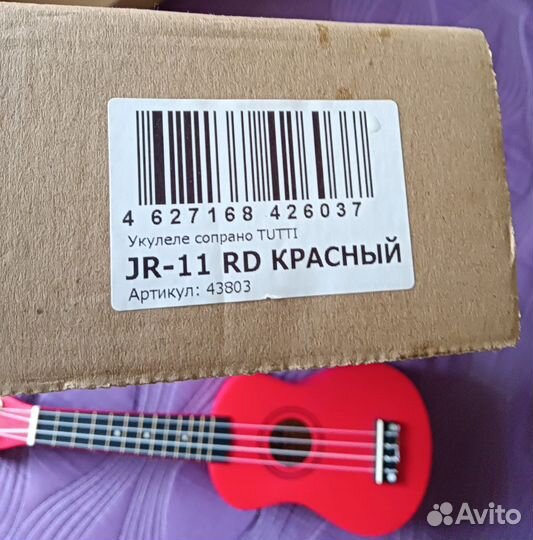 4 627168 426037
Укулеле сопрано TUTTI
JR-11 RD КРАСНЫЙ
Артикул: 43803
Avito